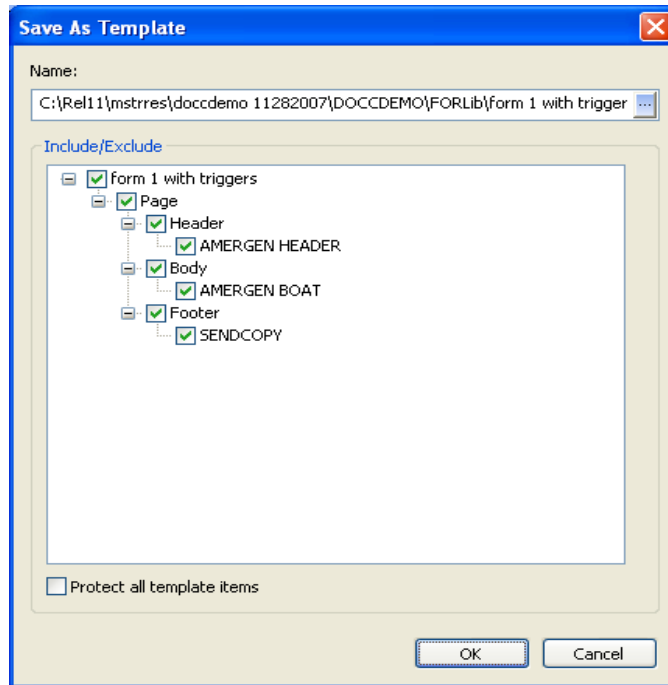 Save As Template
Name:
C:\Rel11\mstrres\doccdemo 11282007\DOCCDEMO\FORLib\form 1 with trigger ...
Include/Exclude
form 1 with triggers
Page
Header
AMERGEN HEADER
Body
AMERGEN BOAT
Footer
SENDCOPY
Protect all template items
OK Cancel